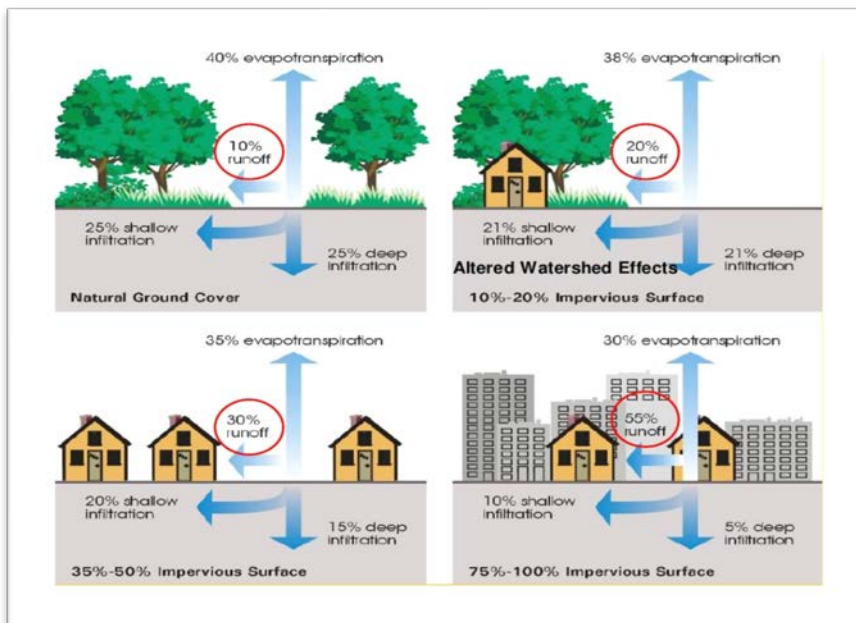 40% evapotranspiration
10%
runoff
25% shallow
infiltration
25% deep
infiltration
Natural Ground Cover
38% evapotranspiration
20%
runoff
21% shallow
infiltration
21% deep
infiltration
Altered Watershed Effects
10%-20% Impervious Surface
35% evapotranspiration
30%
runoff
20% shallow
infiltration
15% deep
infiltration
35%-50% Impervious Surface
30% evapotranspiration
55%
runoff
10% shallow
infiltration
5% deep
infiltration
75%-100% Impervious Surface